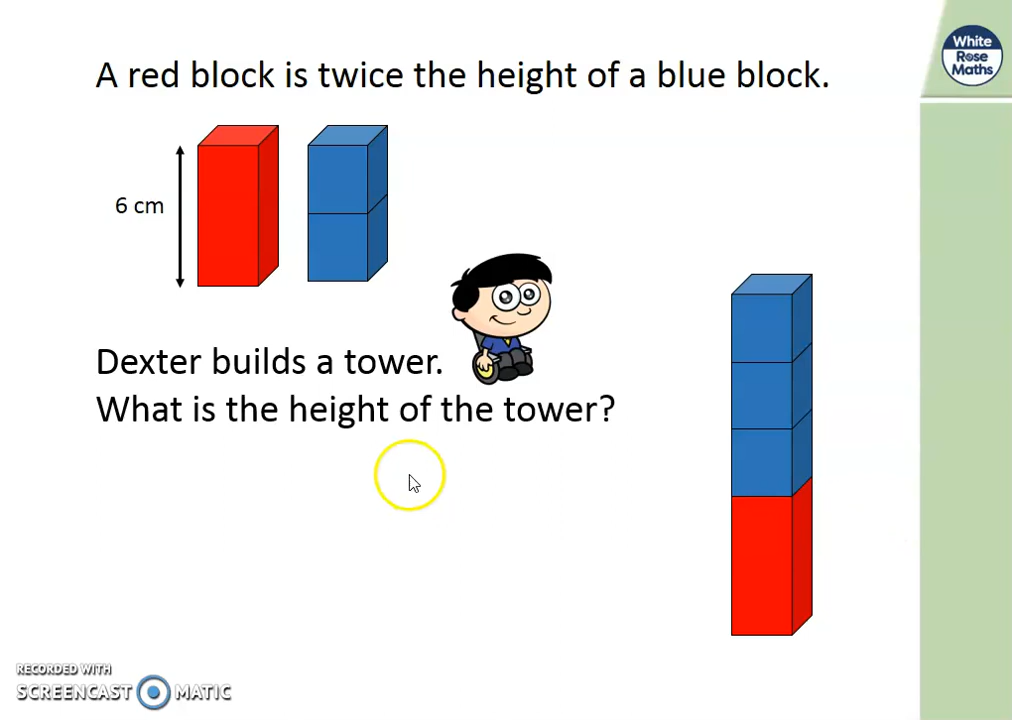 White
Rose
Maths
A red block is twice the height of a blue block.
6 cm
Dexter builds a tower.
What is the height of the tower?
RECORDED WITH
SCREENCAST MATIC